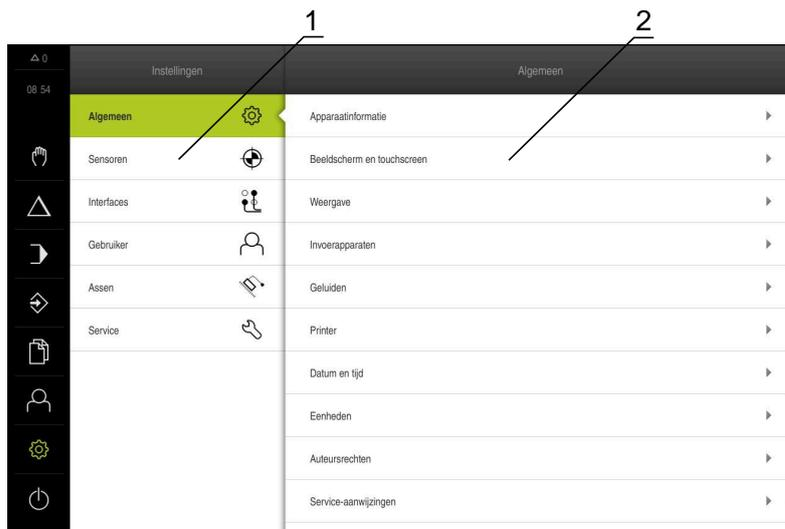 1
2
0
08 54
Instellingen
Algemeen
Algemeen
Sensoren
Interfaces
Gebruiker
Assen
Service
Apparaatinformatie
Beeldscherm en touchscreen
Weergave
Invoerapparaten
Geluiden
Printer
Datum en tijd
Eenheden
Auteursrechten
Service-aanwijzingen